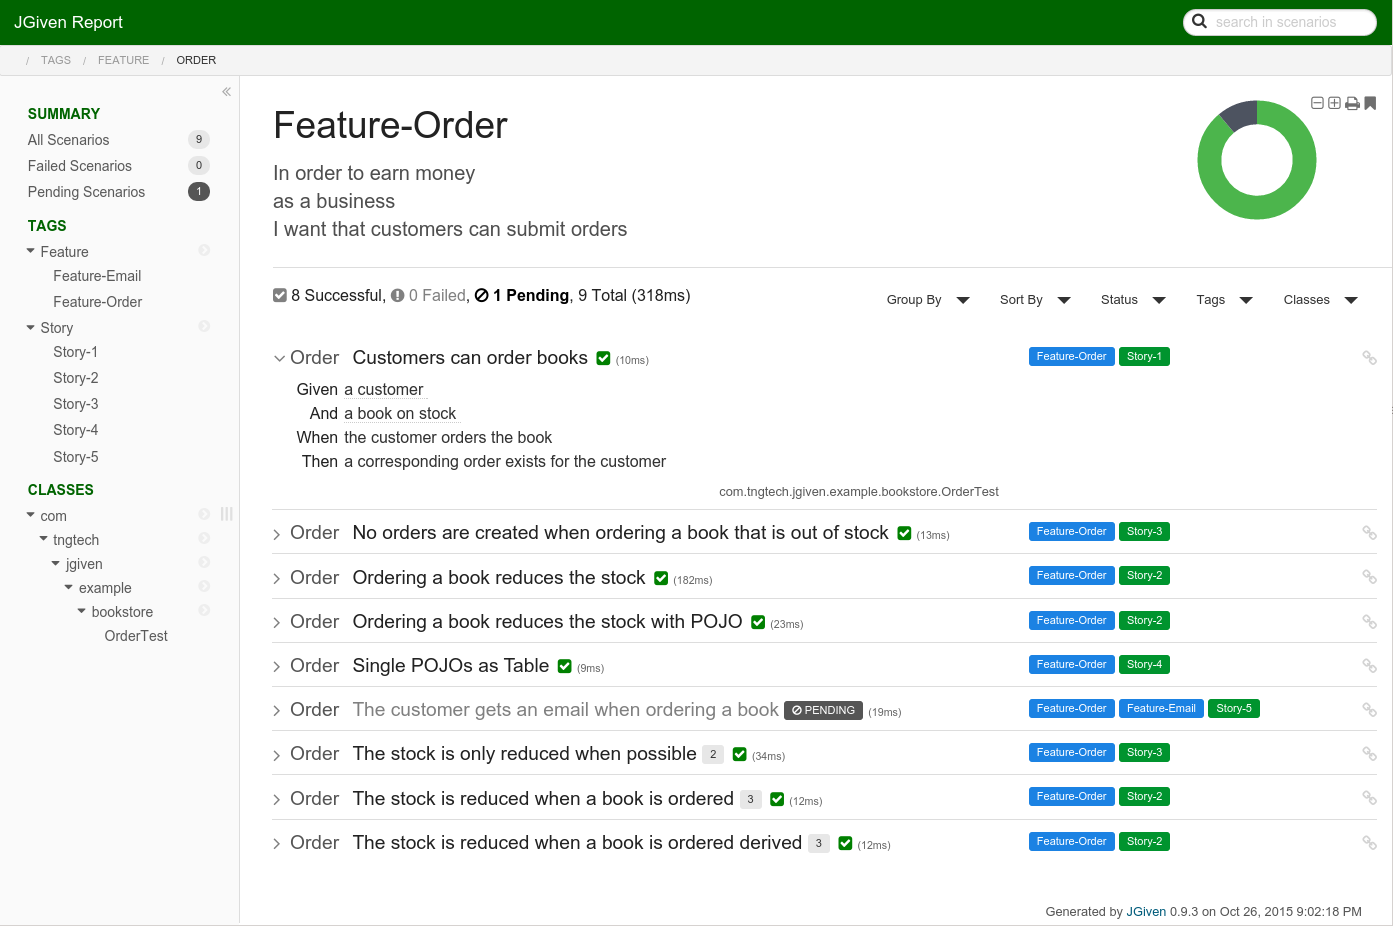 JGiven Report
search in scenarios
/ TAGS / FEATURE / ORDER
«
SUMMARY
All Scenarios 9
Failed Scenarios 0
Pending Scenarios 1
TAGS
Feature
Feature-Email
Feature-Order
Story
Story-1
Story-2
Story-3
Story-4
Story-5
CLASSES
com
tngtech
jgiven
example
bookstore
OrderTest
Feature-Order
In order to earn money
as a business
I want that customers can submit orders
8 Successful, 0 Failed, 1 Pending, 9 Total (318ms)
Group By Sort By Status Tags Classes
Order Customers can order books (10ms) Feature-Order Story-1
Given a customer
And a book on stock
When the customer orders the book
Then a corresponding order exists for the customer
com.tngtech.jgiven.example.bookstore.OrderTest
Order No orders are created when ordering a book that is out of stock (13ms) Feature-Order Story-3
Order Ordering a book reduces the stock (182ms) Feature-Order Story-2
Order Ordering a book reduces the stock with POJO (23ms) Feature-Order Story-2
Order Single POJOs as Table (9ms) Feature-Order Story-4
Order The customer gets an email when ordering a book PENDING (19ms) Feature-Order Feature-Email Story-5
Order The stock is only reduced when possible 2 (34ms) Feature-Order Story-3
Order The stock is reduced when a book is ordered 3 (12ms) Feature-Order Story-2
Order The stock is reduced when a book is ordered derived 3 (12ms) Feature-Order Story-2
Generated by JGiven 0.9.3 on Oct 26, 2015 9:02:18 PM